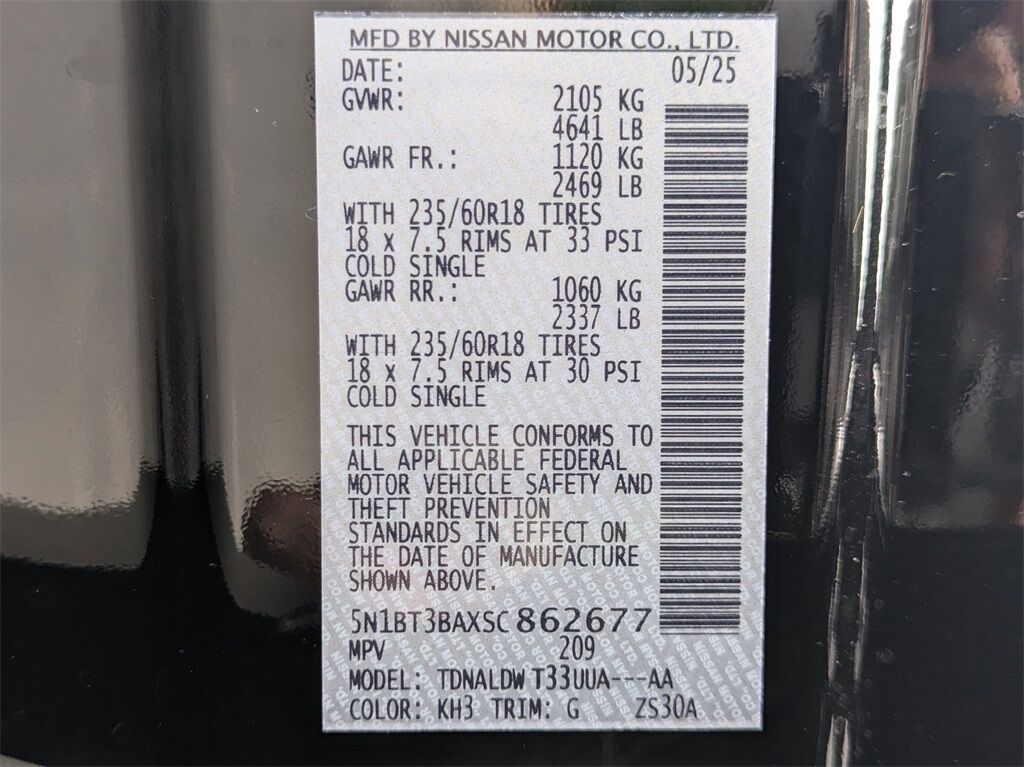 MFD BY NISSAN MOTOR CO., LTD.
DATE: 05/25
GVWR: 2105 KG
4641 LB
GAWR FR.: 1120 KG
2469 LB
WITH 235/60R18 TIRES
18 x 7.5 RIMS AT 33 PSI
COLD SINGLE
GAWR RR.: 1060 KG
2337 LB
WITH 235/60R18 TIRES
18 x 7.5 RIMS AT 30 PSI
COLD SINGLE
THIS VEHICLE CONFORMS TO
ALL APPLICABLE FEDERAL
MOTOR VEHICLE SAFETY AND
THEFT PREVENTION
STANDARDS IN EFFECT ON
THE DATE OF MANUFACTURE
SHOWN ABOVE.
5N1BT3BAXSC862677
MPV 209
MODEL: TDNALDW T33UUA---AA
COLOR: KH3 TRIM: G ZS30A